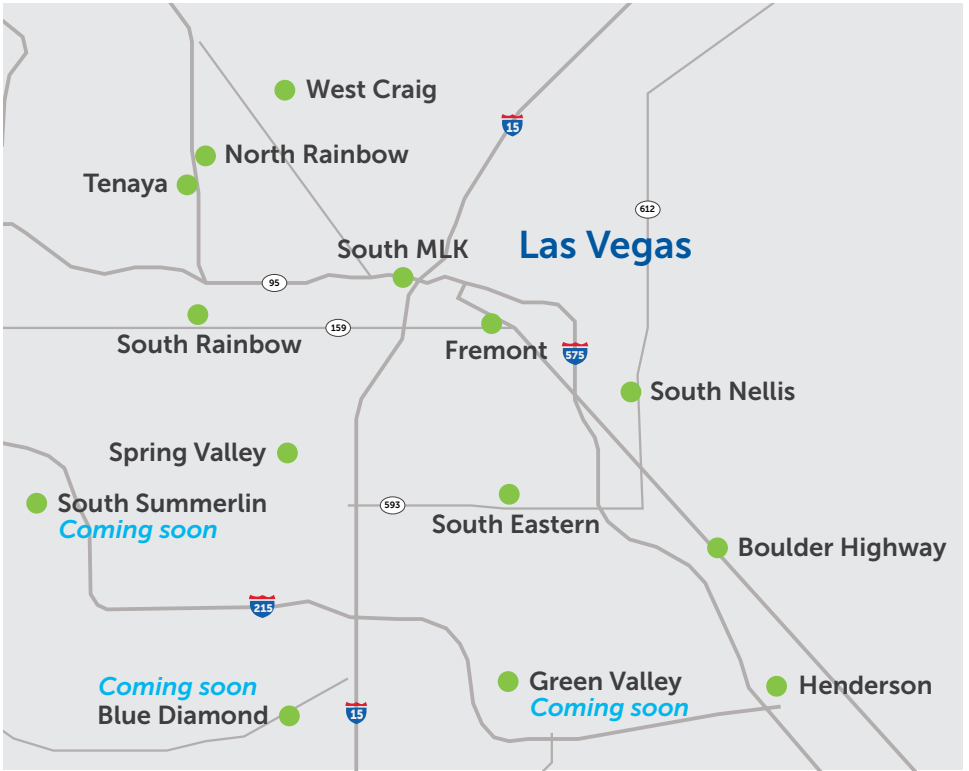 West Craig
15
North Rainbow
Tenaya
612
South MLK
Las Vegas
95
South Rainbow
159
Fremont
575
South Nellis
Spring Valley
South Summerlin
Coming soon
593
South Eastern
Boulder Highway
215
Coming soon
Blue Diamond
15
Green Valley
Coming soon
Henderson